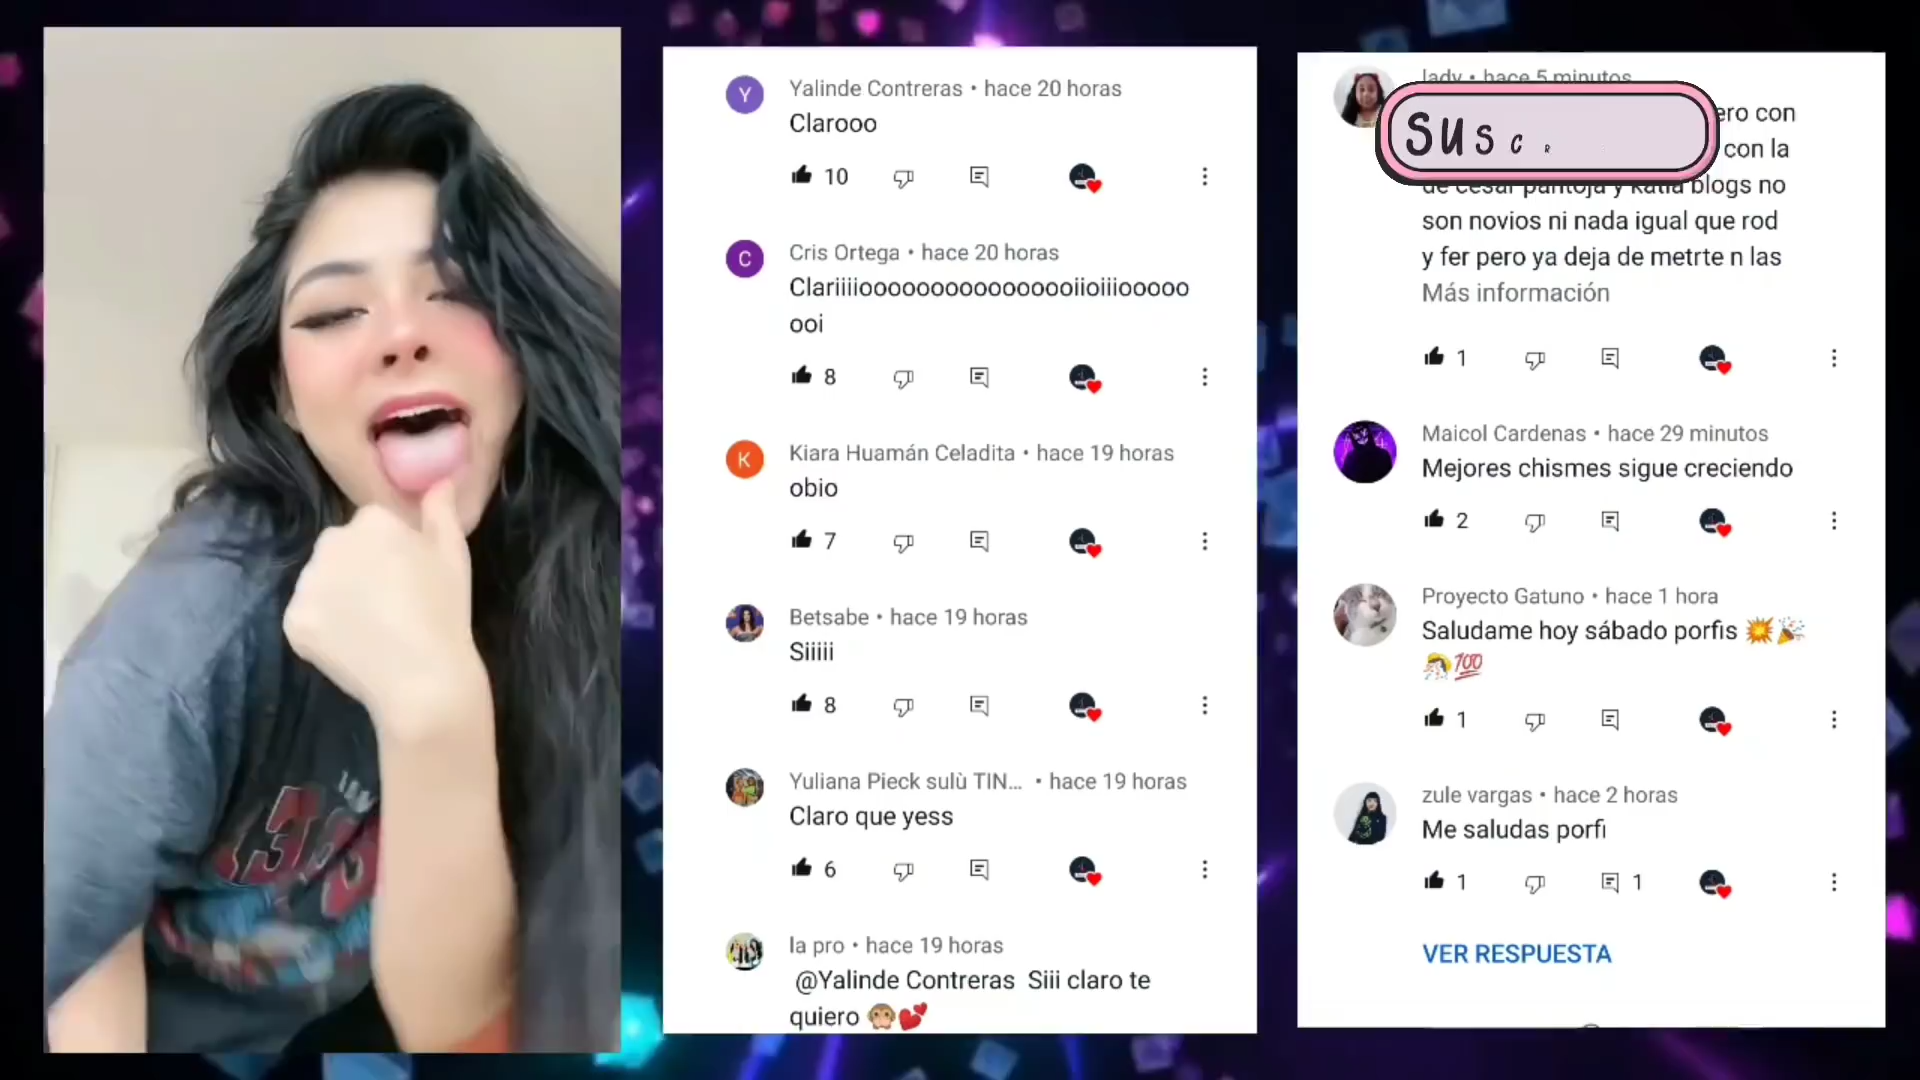 Yalinde Contreras • hace 20 horas
Clarooo
10
Cris Ortega • hace 20 horas
Clariiiiooooooooooooooooiioiiiooooo
ooi
8
Kiara Huamán Celadita • hace 19 horas
obio
7
Betsabe • hace 19 horas
Siiiii
8
Yuliana Pieck sulù TIN... • hace 19 horas
Claro que yess
6
la pro • hace 19 horas
@Yalinde Contreras Siii claro te
quiero 🙊💕
lady • hace 5 minutos
SUSCR
ero con
con la
de cesar pantoja y katia blogs no
son novios ni nada igual que rod
y fer pero ya deja de metrte n las
Más información
1
Maicol Cardenas • hace 29 minutos
Mejores chismes sigue creciendo
2
Proyecto Gatuno • hace 1 hora
Saludame hoy sábado porfis 💥🎉
💯
1
zule vargas • hace 2 horas
Me saludas porfi
1
1
VER RESPUESTA